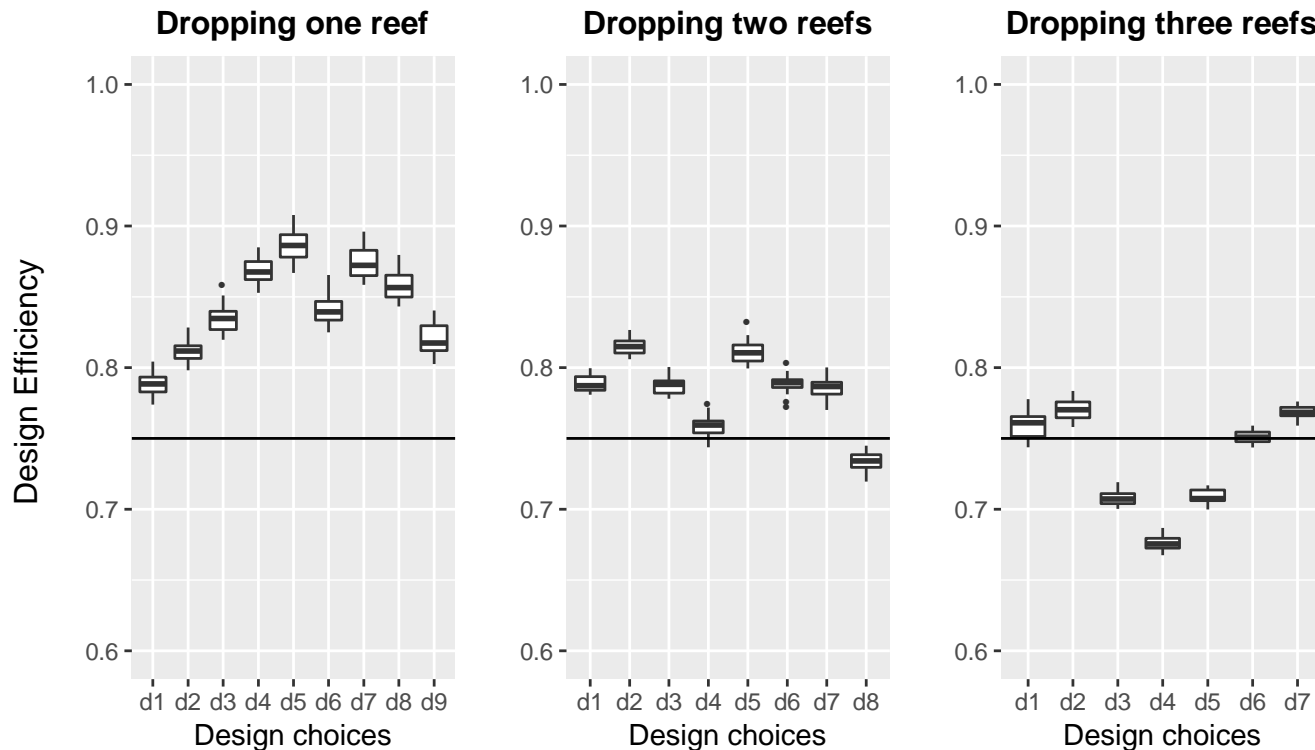 Dropping one reef
Dropping two reefs
Dropping three reefs
Design Efficiency
1.0
0.9
0.8
0.7
0.6
d1 d2 d3 d4 d5 d6 d7 d8 d9
Design choices
1.0
0.9
0.8
0.7
0.6
d1 d2 d3 d4 d5 d6 d7 d8
Design choices
1.0
0.9
0.8
0.7
0.6
d1 d2 d3 d4 d5 d6 d7
Design choices